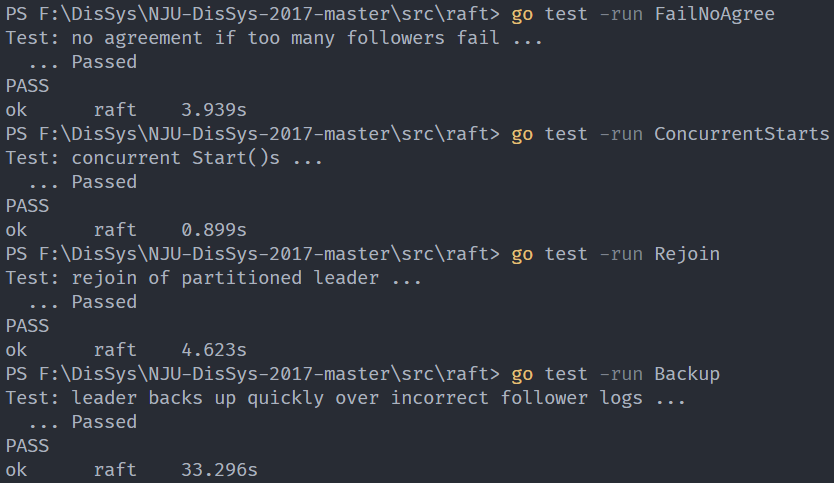 PS F:\DisSys\NJU-DisSys-2017-master\src\raft> go test -run FailNoAgree
Test: no agreement if too many followers fail ...
  ... Passed
PASS
ok      raft    3.939s
PS F:\DisSys\NJU-DisSys-2017-master\src\raft> go test -run ConcurrentStarts
Test: concurrent Start()s ...
  ... Passed
PASS
ok      raft    0.899s
PS F:\DisSys\NJU-DisSys-2017-master\src\raft> go test -run Rejoin
Test: rejoin of partitioned leader ...
  ... Passed
PASS
ok      raft    4.623s
PS F:\DisSys\NJU-DisSys-2017-master\src\raft> go test -run Backup
Test: leader backs up quickly over incorrect follower logs ...
  ... Passed
PASS
ok      raft    33.296s